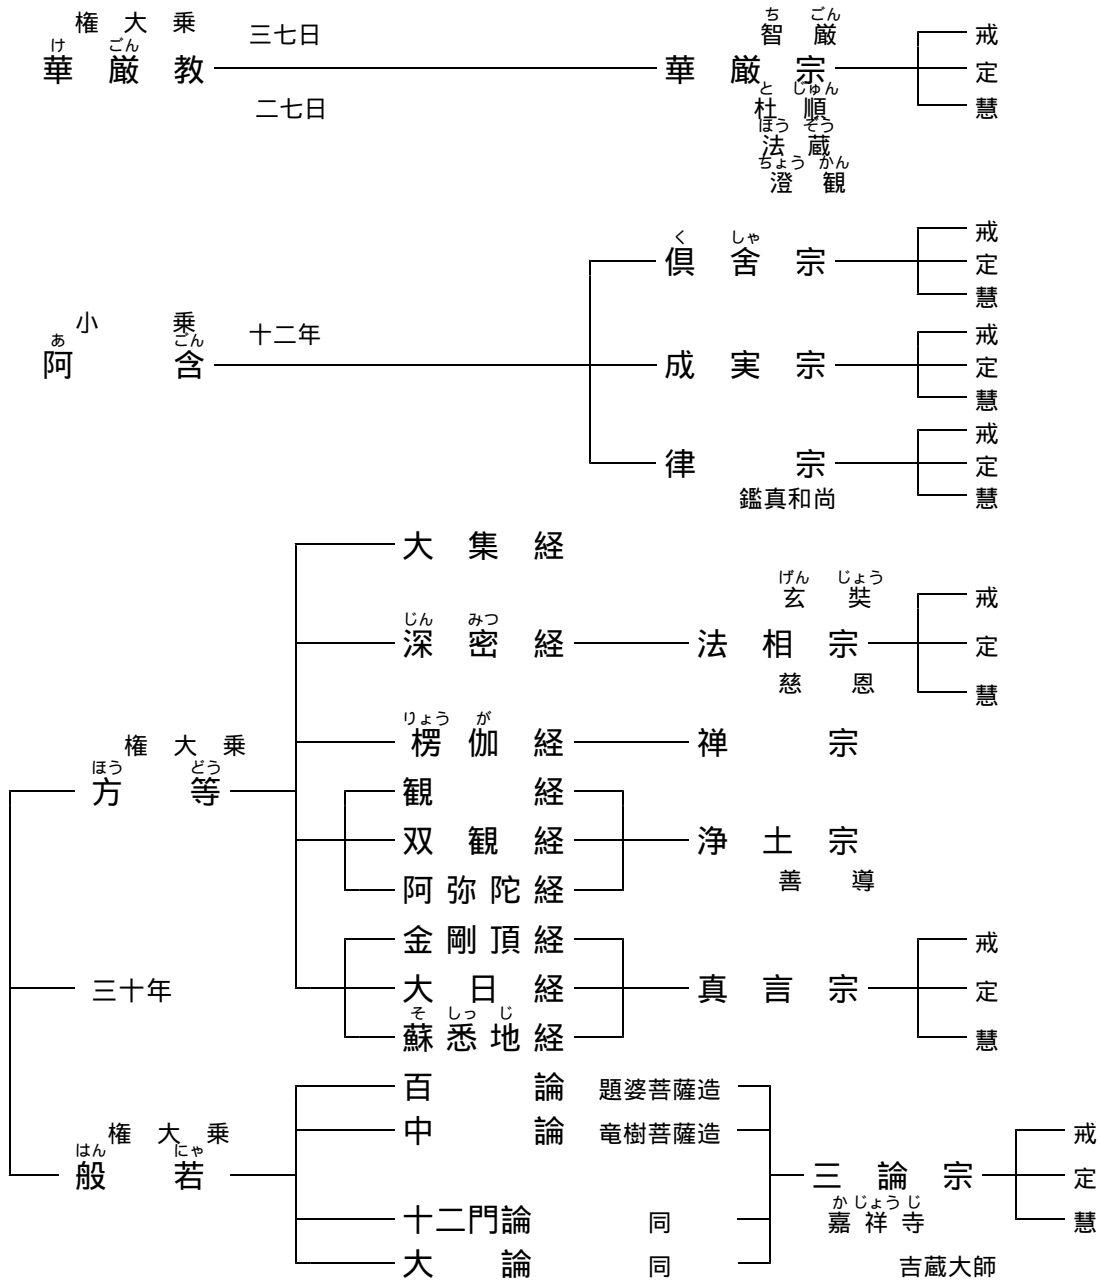 権大乗
三七日
けごん
華厳教
二七日
ちごん
智厳
華厳宗
とじゅん
杜順
ほうぞう
法蔵
ちょうかん
澄観
戒
定
慧
小乗
あごん
阿含
十二年
くしゃ
倶舎宗
戒
定
慧
成実宗
戒
定
慧
律宗
鑑真和尚
戒
定
慧
権大乗
ほうどう
方等
大集経
じんみつ
深密経
げんじょう
玄奘
法相宗
慈恩
戒
定
慧
りょうが
楞伽経
禅宗
観経
双観経
阿弥陀経
浄土宗
善導
金剛頂経
大日経
そしっじ
蘇悉地経
真言宗
戒
定
慧
三十年
権大乗
はんにゃ
般若
百論 題婆菩薩造
中論 竜樹菩薩造
十二門論 同
大論 同
三論宗
かじょうじ
嘉祥寺
吉蔵大師
戒
定
慧